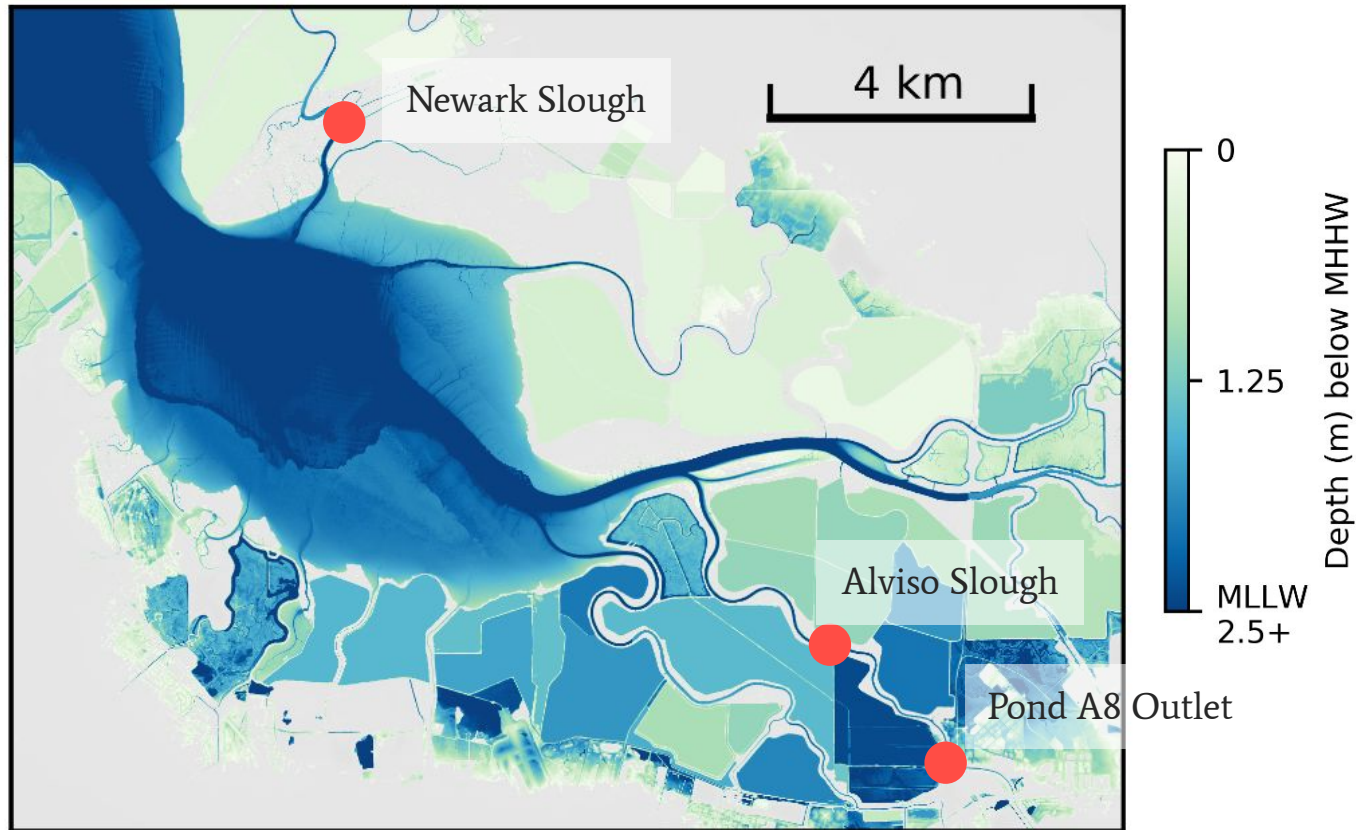 Newark Slough
4 km
0
1.25
MLLW
2.5+
Depth (m) below MHHW
Alviso Slough
Pond A8 Outlet